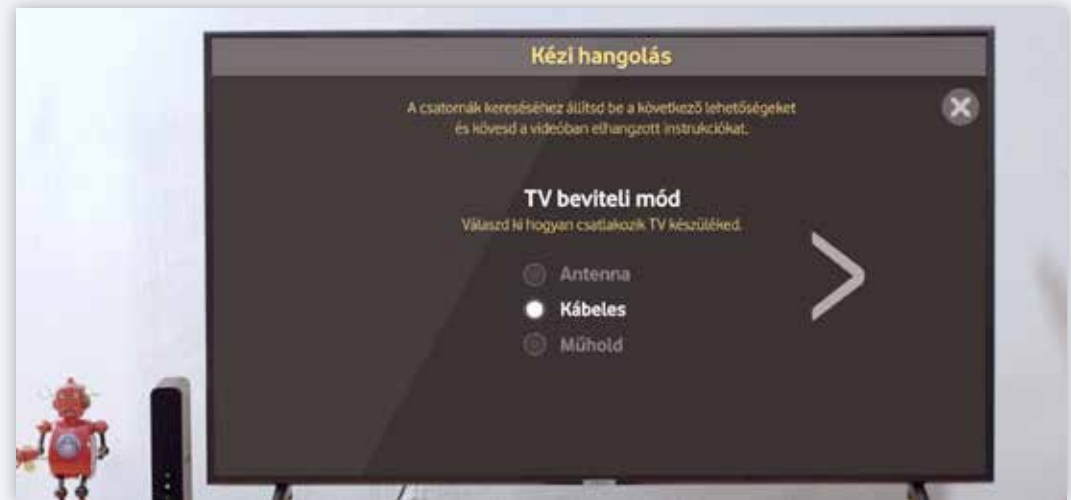 Kézi hangolás
A csatornák kereséséhez állítsd be a következő lehetőségeket
és kövesd a videóban elhangzott instrukciókat.
TV beviteli mód
Válaszd ki hogyan csatlakozik TV készüléked.
Antenna
Kábeles
Műhold